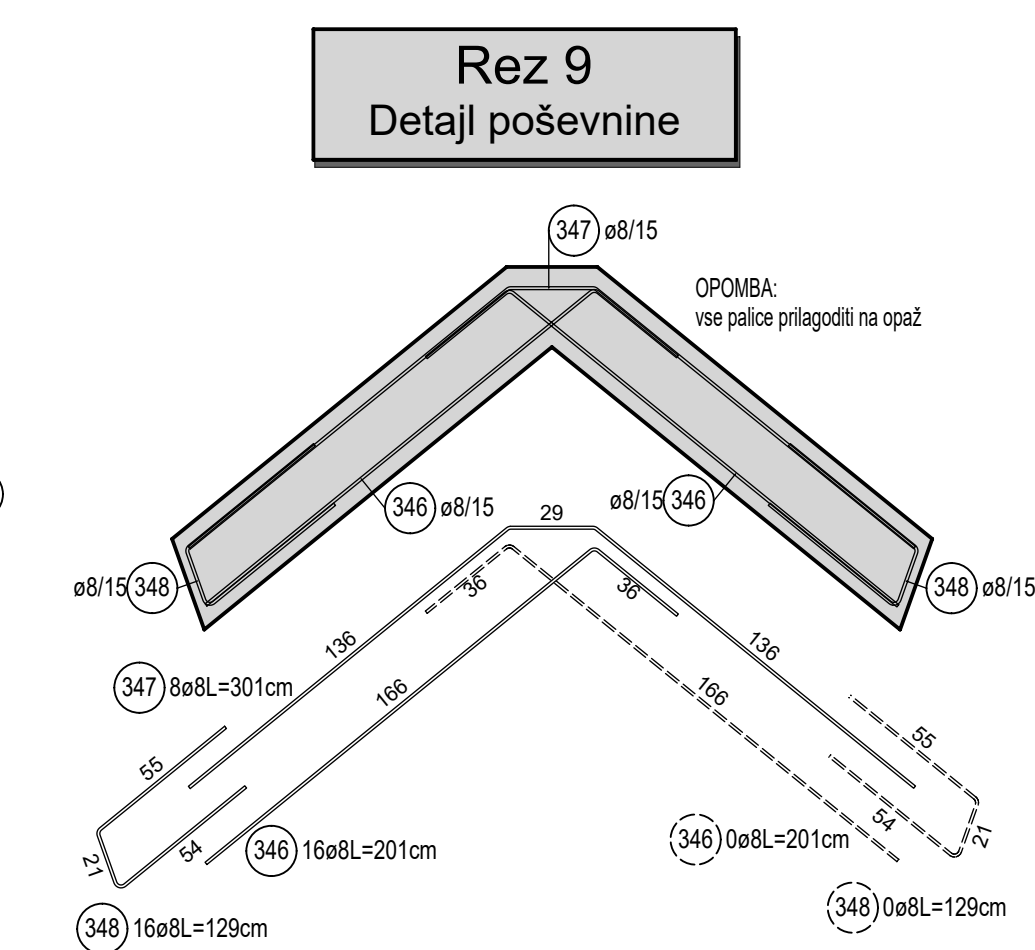 Rez 9
Detajl poševnine
347 ø8/15
OPOMBA:
vse palice prilagoditi na opaž
346 ø8/15
ø8/15 346
ø8/15 348
348 ø8/15
29
36
36
136
136
166
166
347 8ø8L=301cm
55
55
54
54
21
21
346 16ø8L=201cm
346 0ø8L=201cm
348 16ø8L=129cm
348 0ø8L=129cm